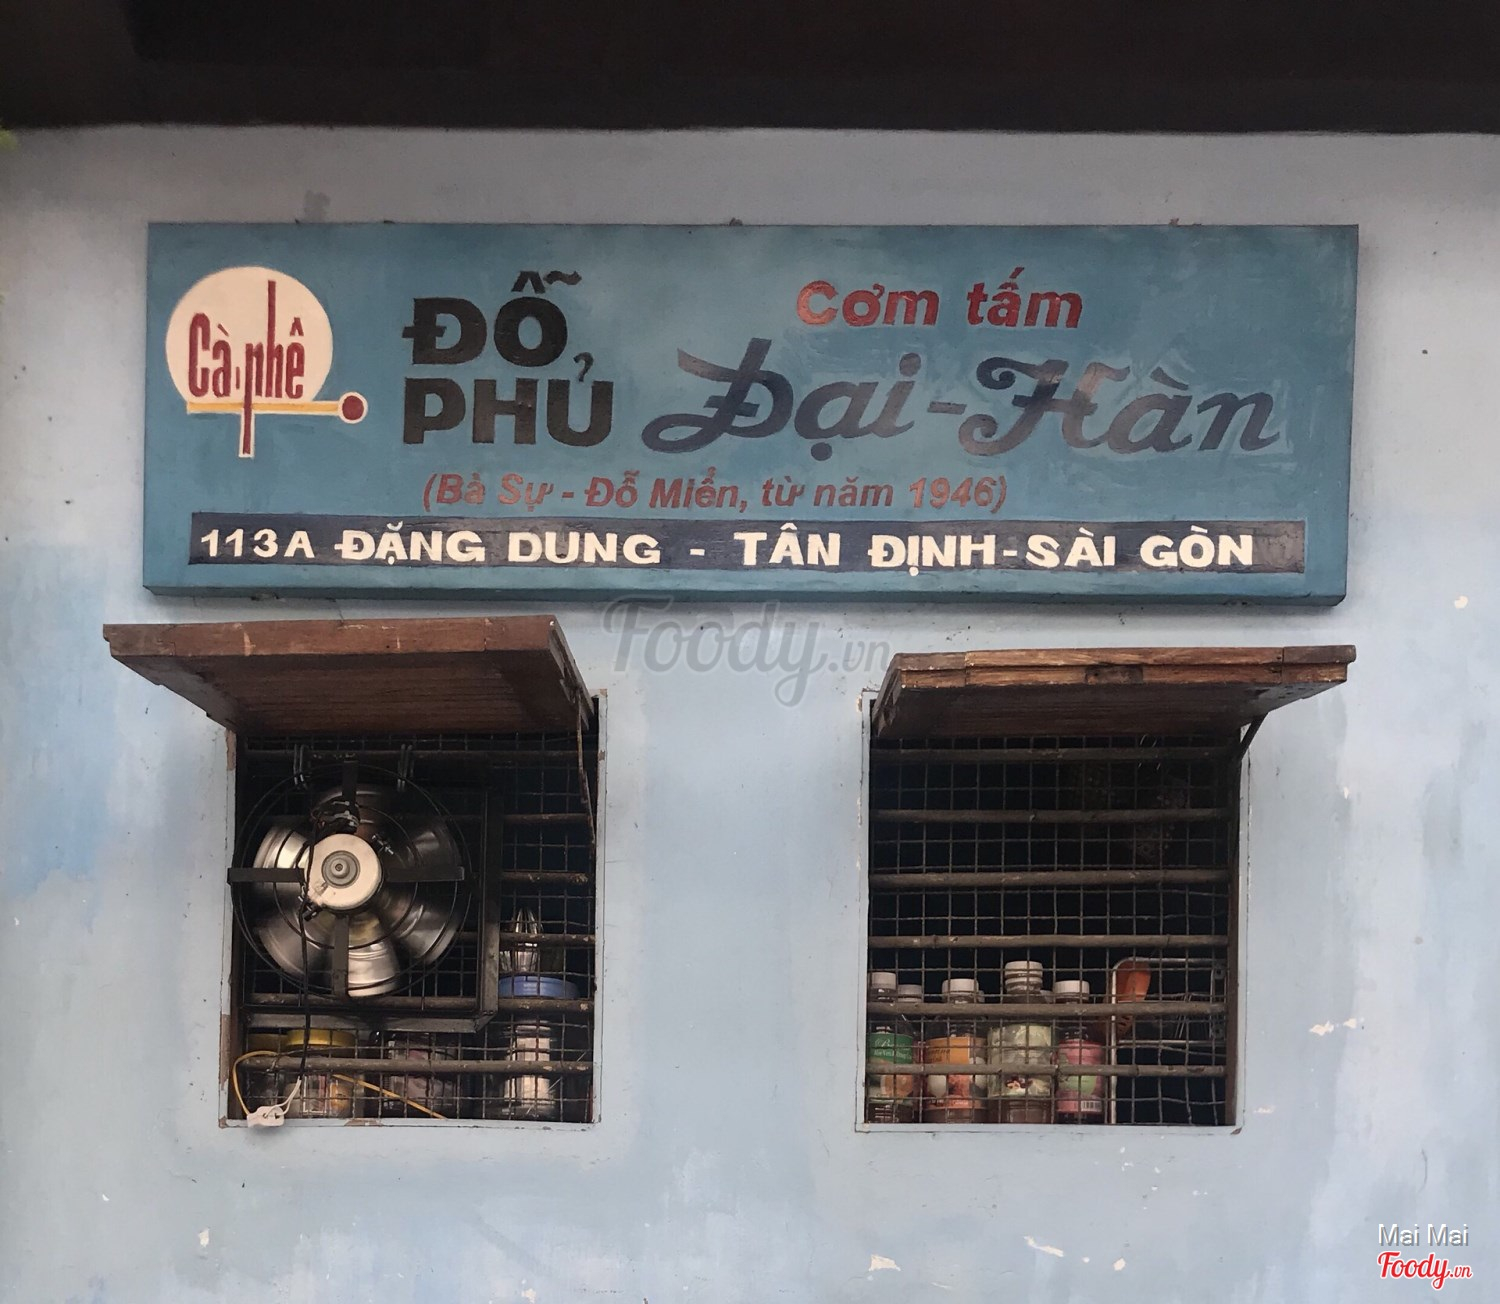 Cà phê
ĐỖ PHỦ
Cơm tấm
Đại-Hàn
(Bà Sự - Đỗ Miển, từ năm 1946)
113A ĐẶNG DUNG - TÂN ĐỊNH-SÀI GÒN
Foody.vn
Mai Mai
Foody.vn